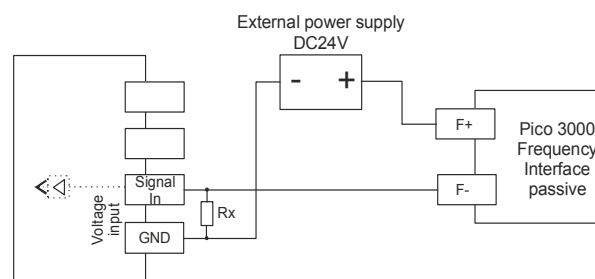 External power supply
DC24V
-
+
F+
Pico 3000
Frequency
Interface
passive
Signal
In
F-
Rx
Voltage
input
GND